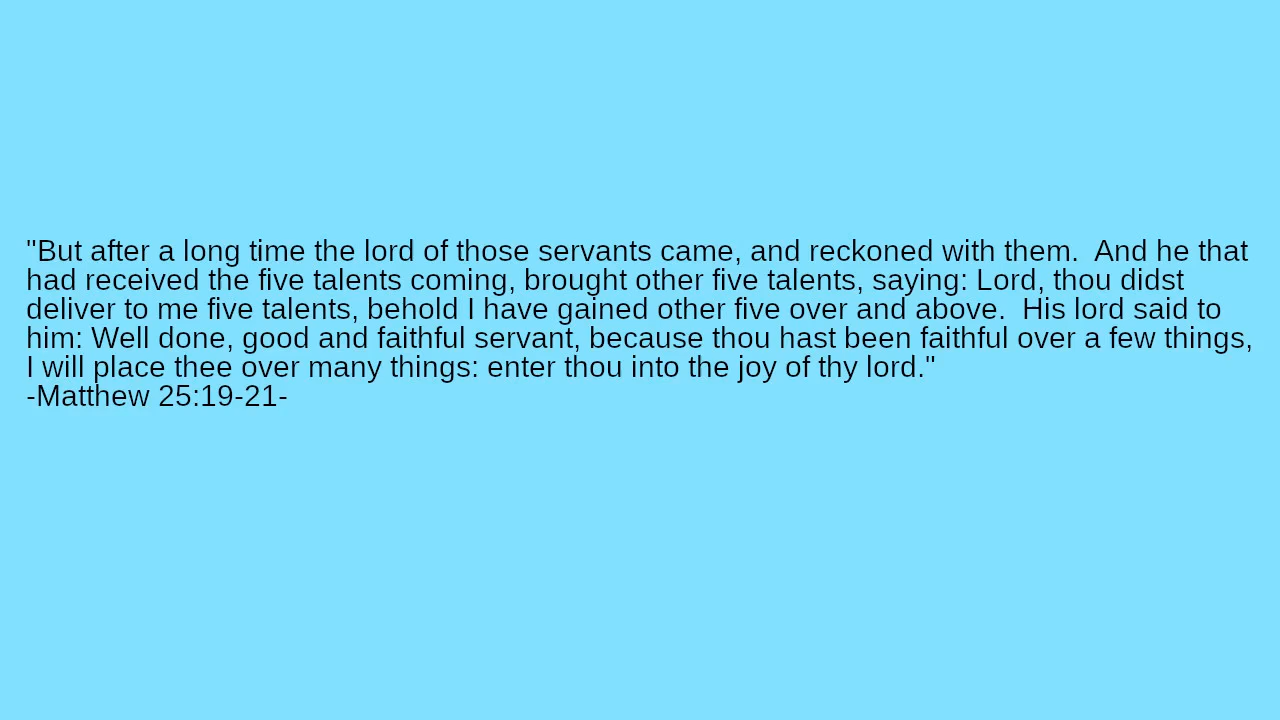 "But after a long time the lord of those servants came, and reckoned with them.  And he that
had received the five talents coming, brought other five talents, saying: Lord, thou didst
deliver to me five talents, behold I have gained other five over and above.  His lord said to
him: Well done, good and faithful servant, because thou hast been faithful over a few things,
I will place thee over many things: enter thou into the joy of thy lord."
-Matthew 25:19-21-